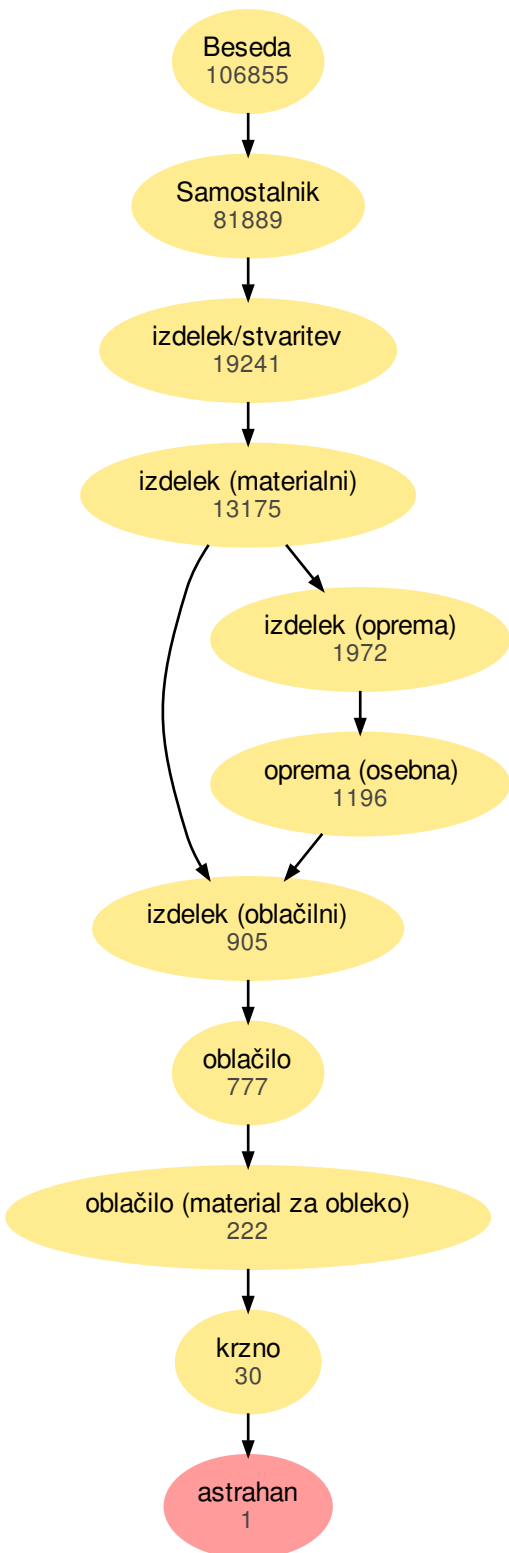 Beseda
106855
Samostalnik
81889
izdelek/stvaritev
19241
izdelek (materialni)
13175
izdelek (oprema)
1972
oprema (osebna)
1196
izdelek (oblačilni)
905
oblačilo
777
oblačilo (material za obleko)
222
krzno
30
astrahan
1